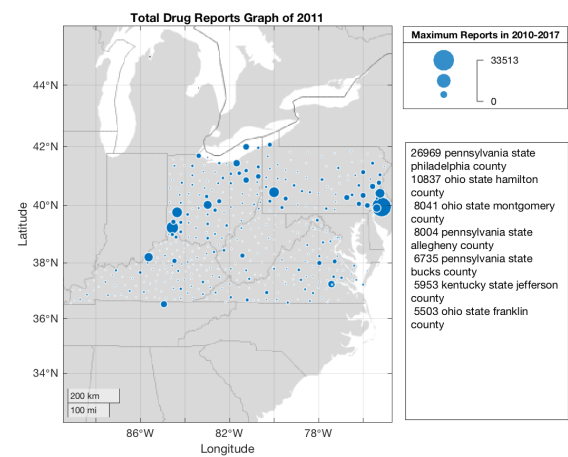 Total Drug Reports Graph of 2011
Maximum Reports in 2010-2017
33513
0
44°N
42°N
40°N
38°N
36°N
34°N
Latitude
200 km
100 mi
86°W 82°W 78°W
Longitude
26969 pennsylvania state
philadelphia county
10837 ohio state hamilton
county
8041 ohio state montgomery
county
8004 pennsylvania state
allegheny county
6735 pennsylvania state
bucks county
5953 kentucky state jefferson
county
5503 ohio state franklin
county